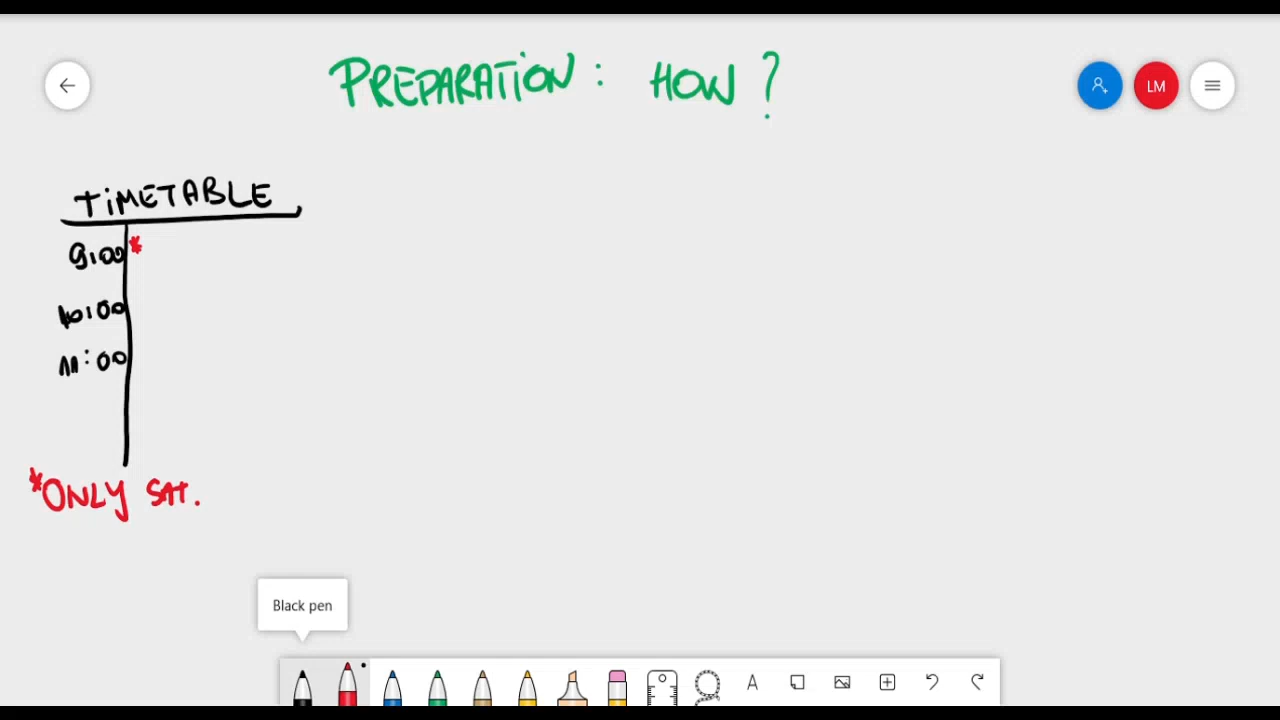 PREPARATION: HOW?
LM
TiMETABLE
9:00*
10:00
11:00
*ONLY SAT.
Black pen
A